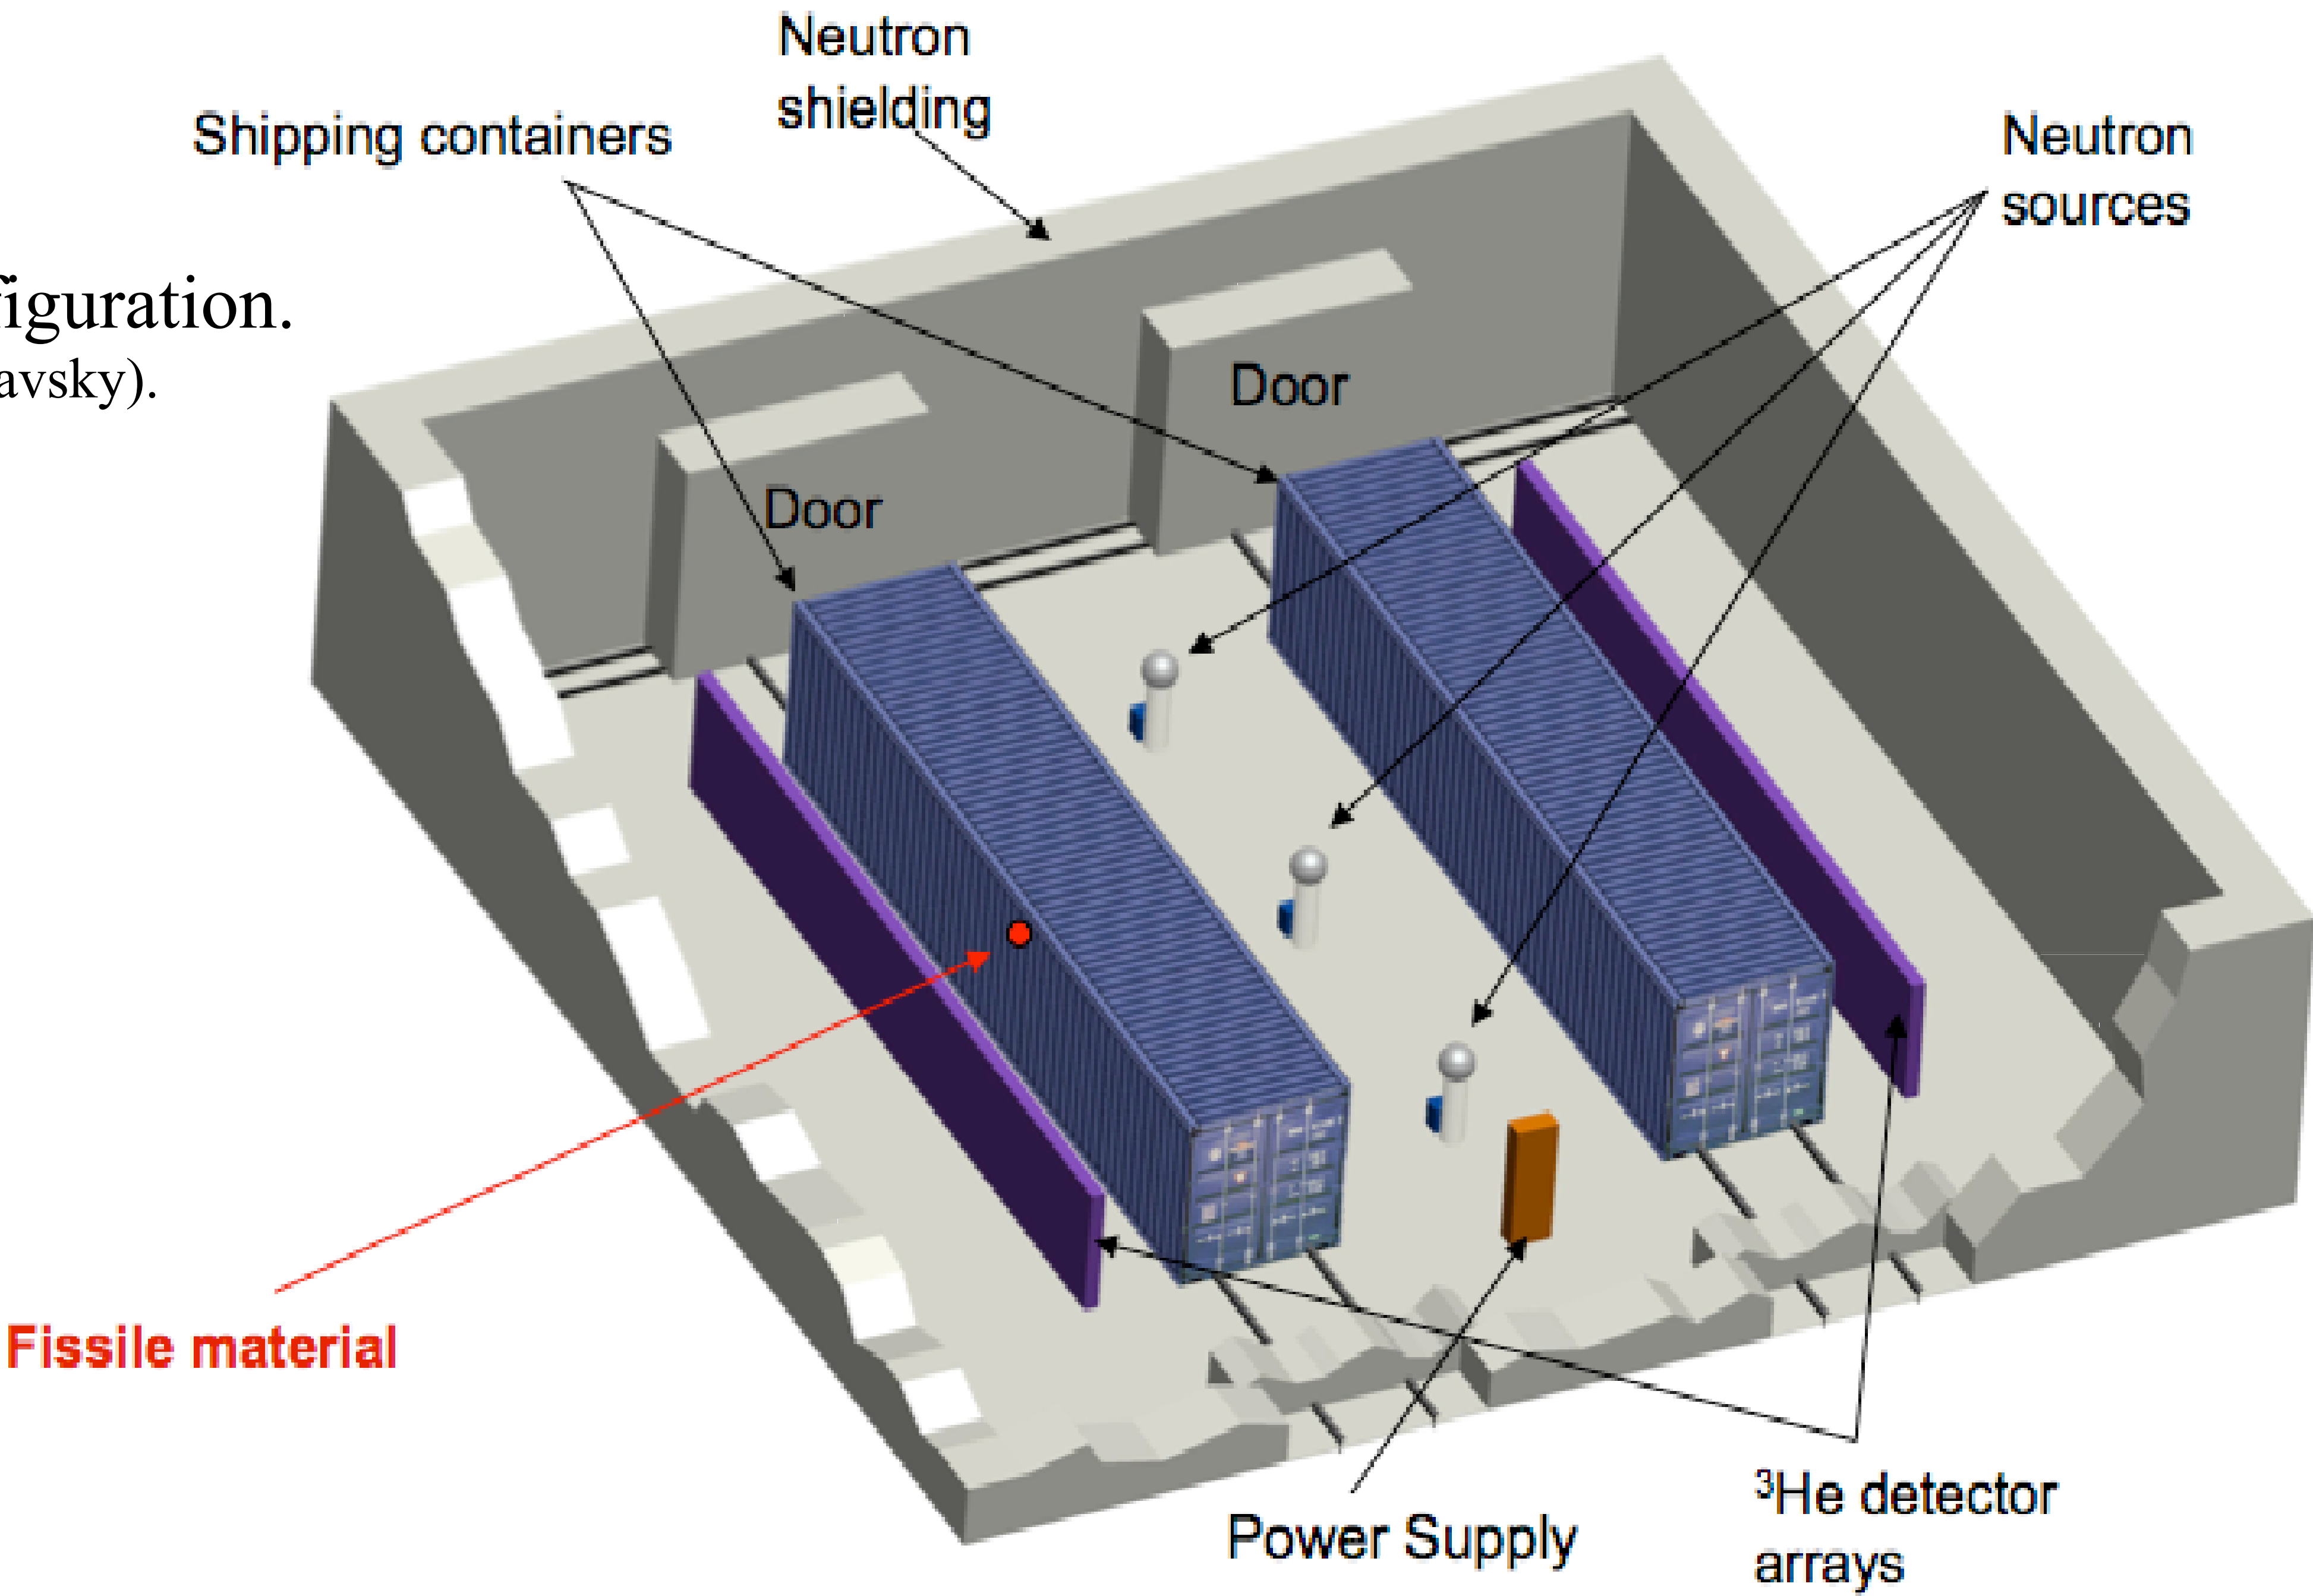 Neutron
shielding
Shipping containers
Neutron
sources
figuration.
avsky).
Door
Door
Fissile material
³He detector
arrays
Power Supply